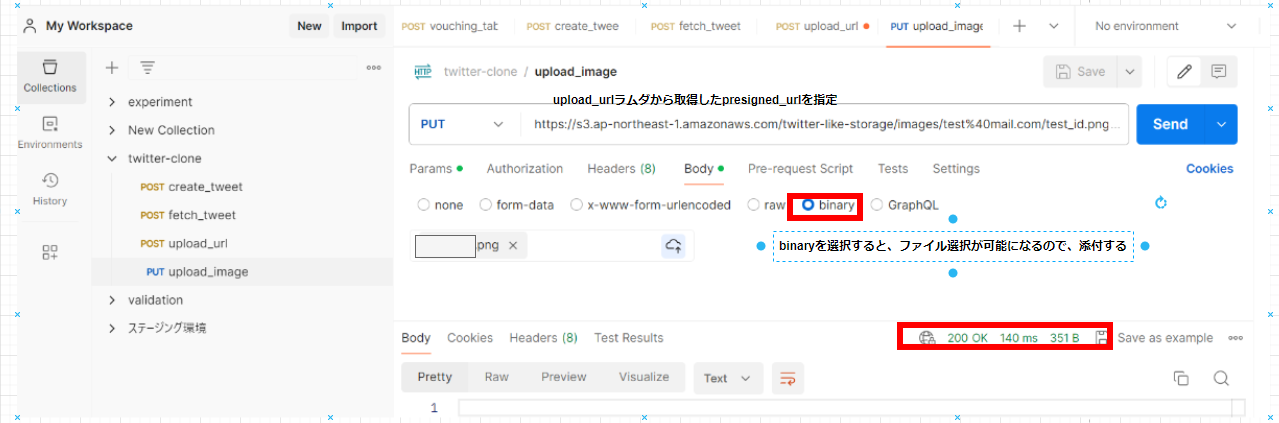 My Workspace
New
Import
POST vouching_tab
POST create_twee
POST fetch_tweet
POST upload_url
PUT upload_image
No environment
Collections
Environments
History
experiment
New Collection
twitter-clone
POST create_tweet
POST fetch_tweet
POST upload_url
PUT upload_image
validation
ステージング環境
HTTP
twitter-clone / upload_image
Save
upload_urlラムダから取得したpresigned_urlを指定
PUT
https://s3.ap-northeast-1.amazonaws.com/twitter-like-storage/images/test%40mail.com/test_id.png...
Send
Params
Authorization
Headers (8)
Body
Pre-request Script
Tests
Settings
Cookies
none
form-data
x-www-form-urlencoded
raw
binary
GraphQL
.png
binaryを選択すると、ファイル選択が可能になるので、添付する
Body
Cookies
Headers (8)
Test Results
200 OK
140 ms
351 B
Save as example
Pretty
Raw
Preview
Visualize
Text
1